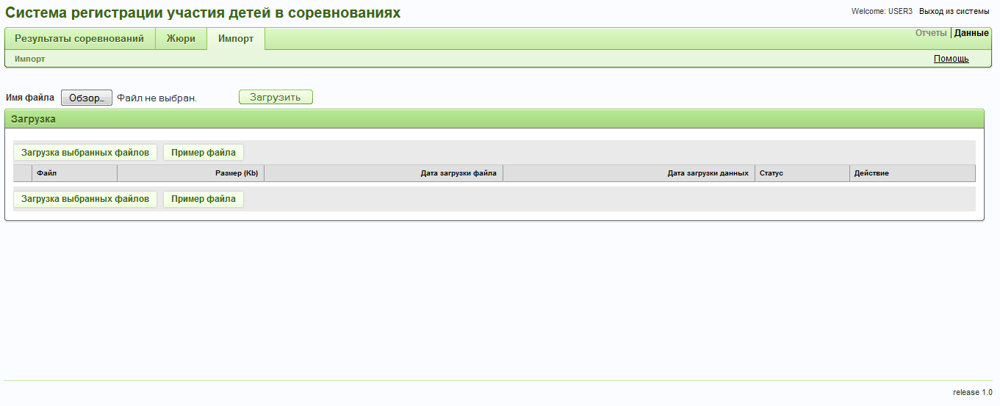 Система регистрации участия детей в соревнованиях
Welcome: USER3 Выход из системы
Результаты соревнований Жюри Импорт
Отчеты Данные
Импорт
Помощь
Имя файла Обзор… Файл не выбран. Загрузить
Загрузка
Загрузка выбранных файлов Пример файла
Файл Размер (Kb) Дата загрузки файла Дата загрузки данных Статус Действие
Загрузка выбранных файлов Пример файла
release 1.0